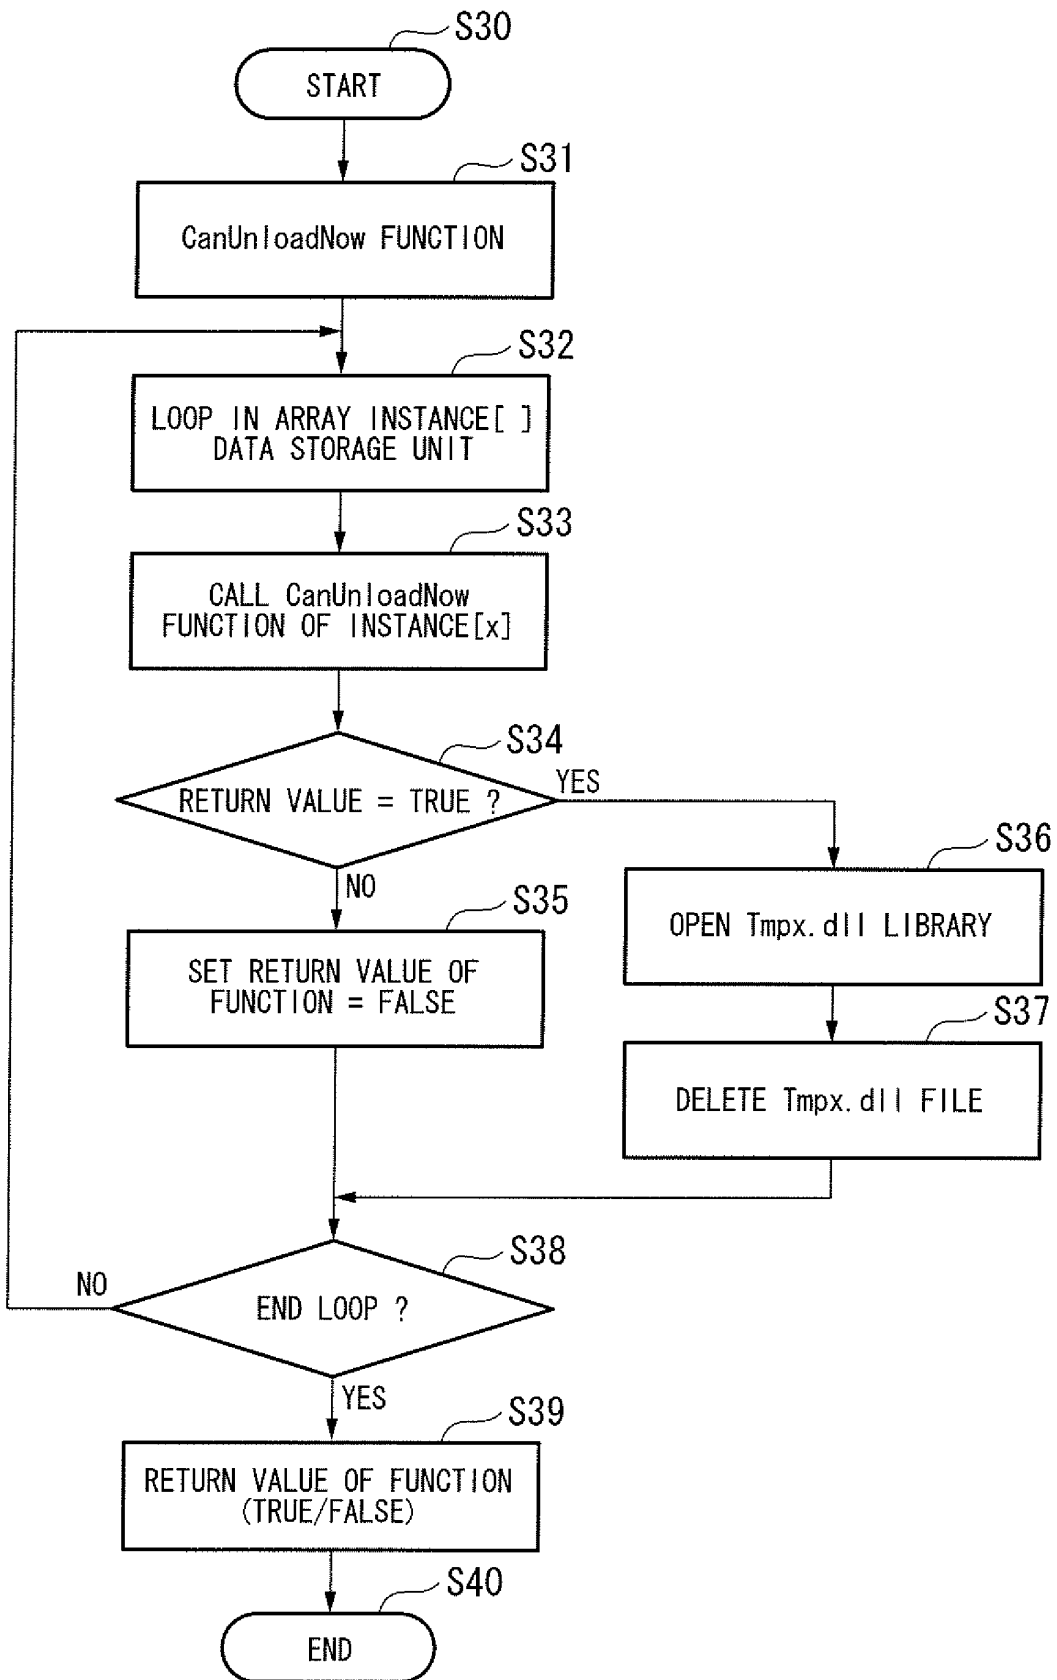 S30
START
S31
CanUnloadNow FUNCTION
S32
LOOP IN ARRAY INSTANCE[ ]
DATA STORAGE UNIT
S33
CALL CanUnloadNow
FUNCTION OF INSTANCE[x]
S34
RETURN VALUE = TRUE ?
YES
NO
S36
OPEN Tmpx.dll LIBRARY
S35
SET RETURN VALUE OF
FUNCTION = FALSE
S37
DELETE Tmpx.dll FILE
S38
NO
END LOOP ?
YES
S39
RETURN VALUE OF FUNCTION
(TRUE/FALSE)
S40
END